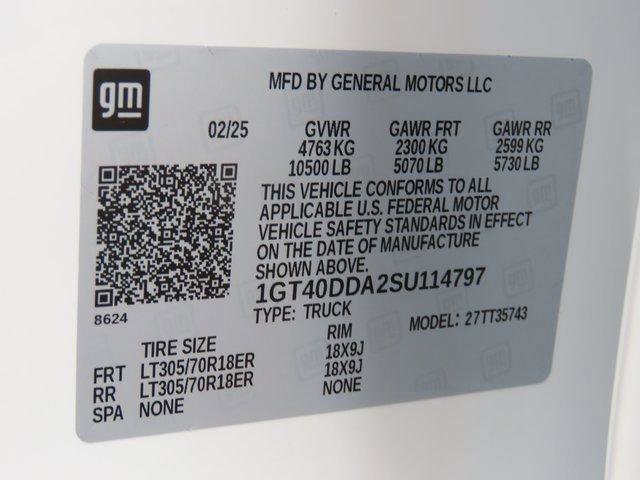 gm
MFD BY GENERAL MOTORS LLC
02/25 GVWR GAWR FRT GAWR RR
4763 KG 2300 KG 2599 KG
10500 LB 5070 LB 5730 LB
THIS VEHICLE CONFORMS TO ALL
APPLICABLE U.S. FEDERAL MOTOR
VEHICLE SAFETY STANDARDS IN EFFECT
ON THE DATE OF MANUFACTURE
SHOWN ABOVE.
1GT40DDA2SU114797
8624
TYPE: TRUCK MODEL: 27TT35743
TIRE SIZE RIM
FRT LT305/70R18ER 18X9J
RR LT305/70R18ER 18X9J
SPA NONE NONE